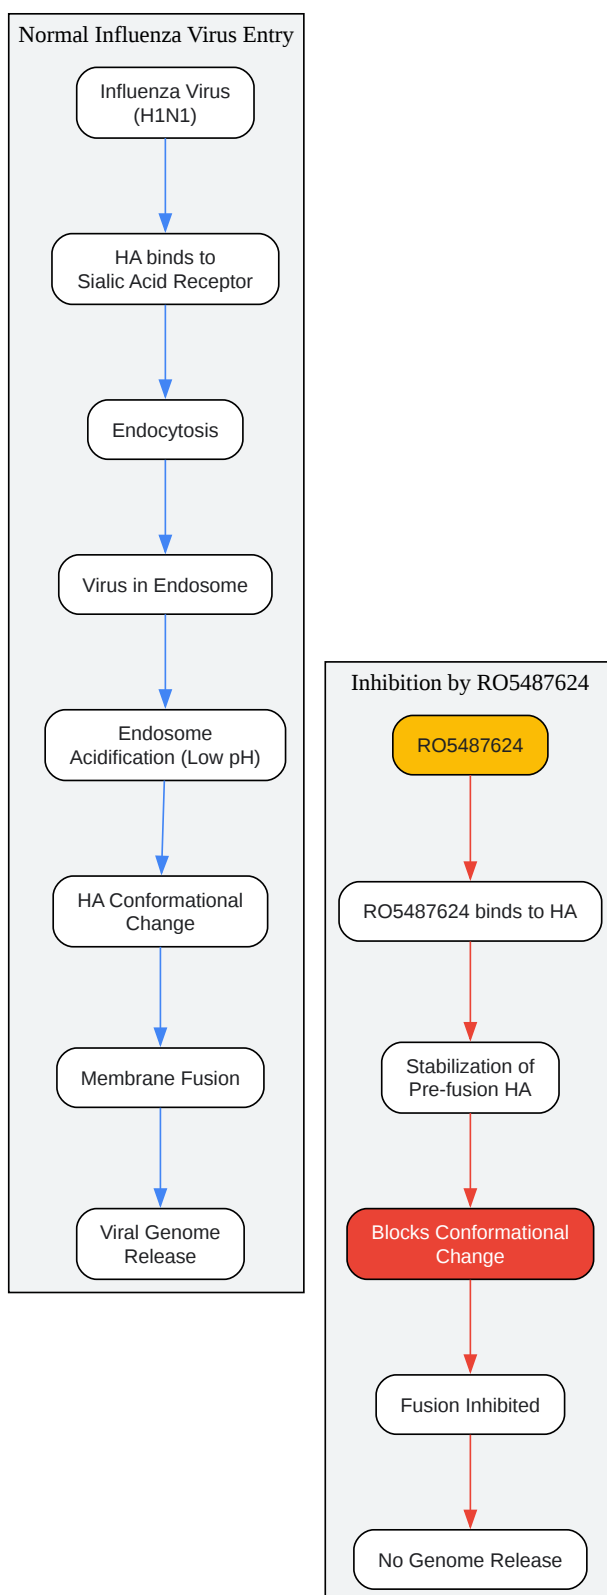 Normal Influenza Virus Entry
Influenza Virus
(H1N1)
HA binds to
Sialic Acid Receptor
Endocytosis
Virus in Endosome
Endosome
Acidification (Low pH)
HA Conformational
Change
Membrane Fusion
Viral Genome
Release
Inhibition by RO5487624
RO5487624
RO5487624 binds to HA
Stabilization of
Pre-fusion HA
Blocks Conformational
Change
Fusion Inhibited
No Genome Release